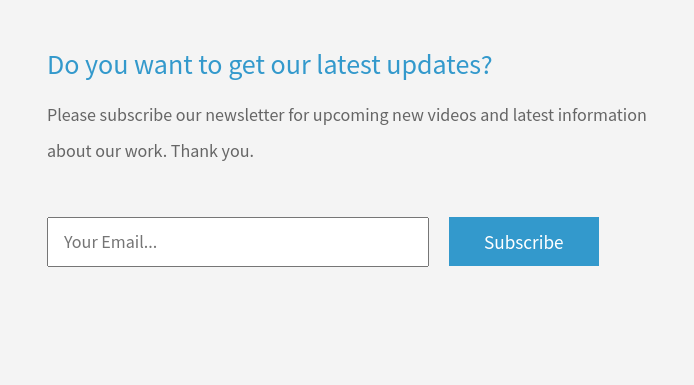 Do you want to get our latest updates?
Please subscribe our newsletter for upcoming new videos and latest information
about our work. Thank you.
Your Email...
Subscribe